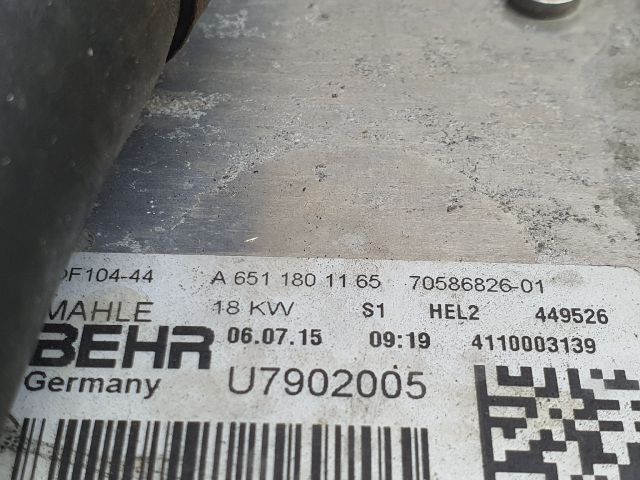 DF104-44 A 651 180 11 65 70586826-01
MAHLE 18 KW S1 HEL2 449526
BEHR 06.07.15 09:19 4110003139
Germany U7902005